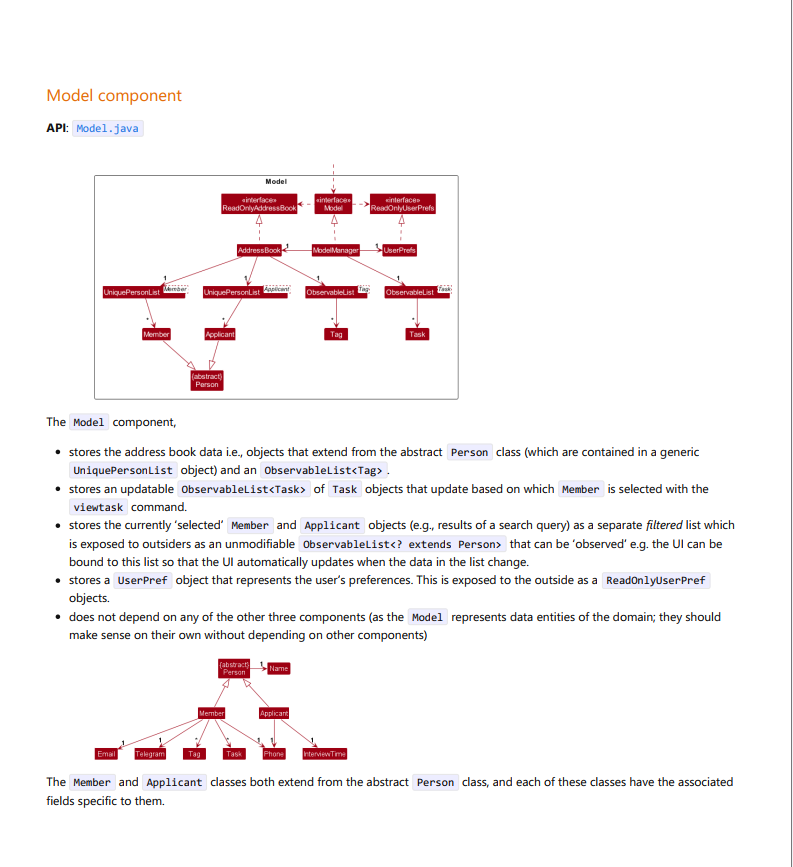 Model component
API: Model.java
Model
«interface» ReadOnlyAddressBook
«interface» Model
«interface» ReadOnlyUserPrefs
AddressBook
1
ModelManager
1
UserPrefs
1
1
1
1
UniquePersonList
Member
UniquePersonList
Applicant
ObservableList
Tag
ObservableList
Task
*
*
*
*
Member
Applicant
Tag
Task
{abstract}
Person
The Model component,
• stores the address book data i.e., objects that extend from the abstract Person class (which are contained in a generic
UniquePersonList object) and an ObservableList<Tag>.
• stores an updatable ObservableList<Task> of Task objects that update based on which Member is selected with the
viewtask command.
• stores the currently ‘selected’ Member and Applicant objects (e.g., results of a search query) as a separate filtered list which
is exposed to outsiders as an unmodifiable ObservableList<? extends Person> that can be ‘observed’ e.g. the UI can be
bound to this list so that the UI automatically updates when the data in the list change.
• stores a UserPref object that represents the user’s preferences. This is exposed to the outside as a ReadOnlyUserPref
objects.
• does not depend on any of the other three components (as the Model represents data entities of the domain; they should
make sense on their own without depending on other components)
{abstract}
Person
1
Name
Member
Applicant
1
1
*
*
1
1
1
Email
Telegram
Tag
Task
Phone
InterviewTime
The Member and Applicant classes both extend from the abstract Person class, and each of these classes have the associated
fields specific to them.